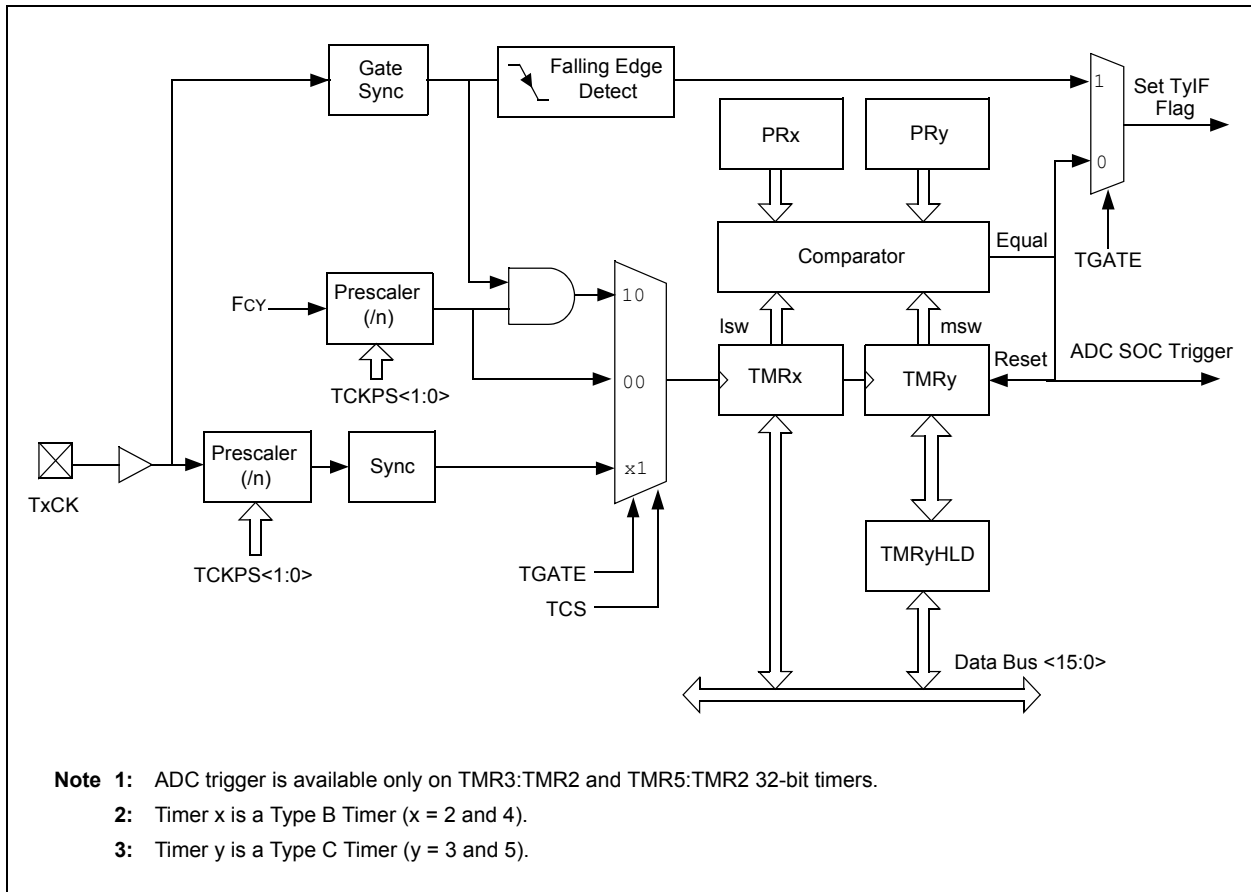 Gate
Sync
Falling Edge
Detect
1
Set TyIF
Flag
PRx
PRy
0
Equal
Comparator
TGATE
FCY
Prescaler
(/n)
10
lsw
msw
TCKPS<1:0>
00
TMRx
TMRy
Reset
ADC SOC Trigger
TxCK
Prescaler
(/n)
Sync
x1
TCKPS<1:0>
TGATE
TCS
TMRyHLD
Data Bus <15:0>
Note 1: ADC trigger is available only on TMR3:TMR2 and TMR5:TMR2 32-bit timers.
2: Timer x is a Type B Timer (x = 2 and 4).
3: Timer y is a Type C Timer (y = 3 and 5).